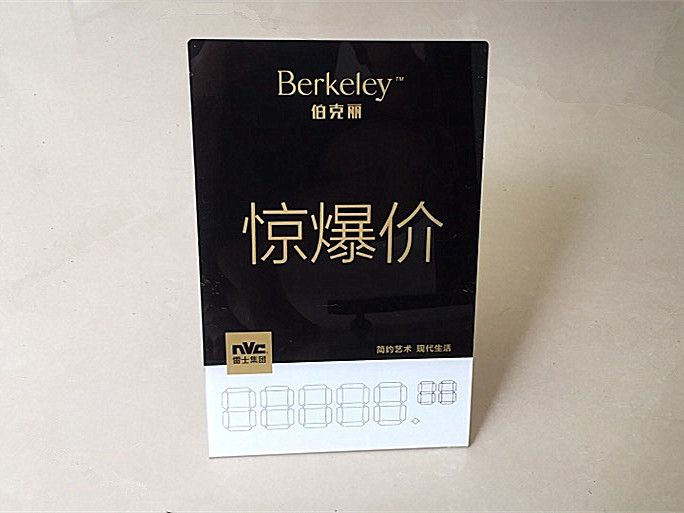 Berkeley™
伯克丽
惊爆价
nvc
雷士集团
简约艺术 现代生活